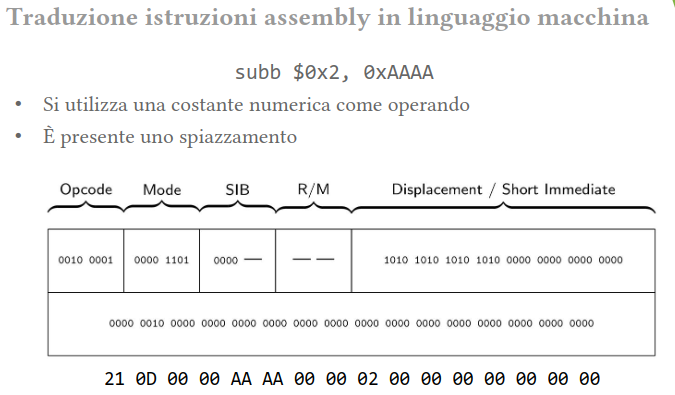 Traduzione istruzioni assembly in linguaggio macchina
subb $0x2, 0xAAAA
• Si utilizza una costante numerica come operando
• È presente uno spiazzamento
Opcode Mode SIB R/M Displacement / Short Immediate
0010 0001 0000 1101 0000 — — — 1010 1010 1010 1010 0000 0000 0000 0000
0000 0010 0000 0000 0000 0000 0000 0000 0000 0000 0000 0000 0000 0000 0000 0000
21 0D 00 00 AA AA 00 00 02 00 00 00 00 00 00 00